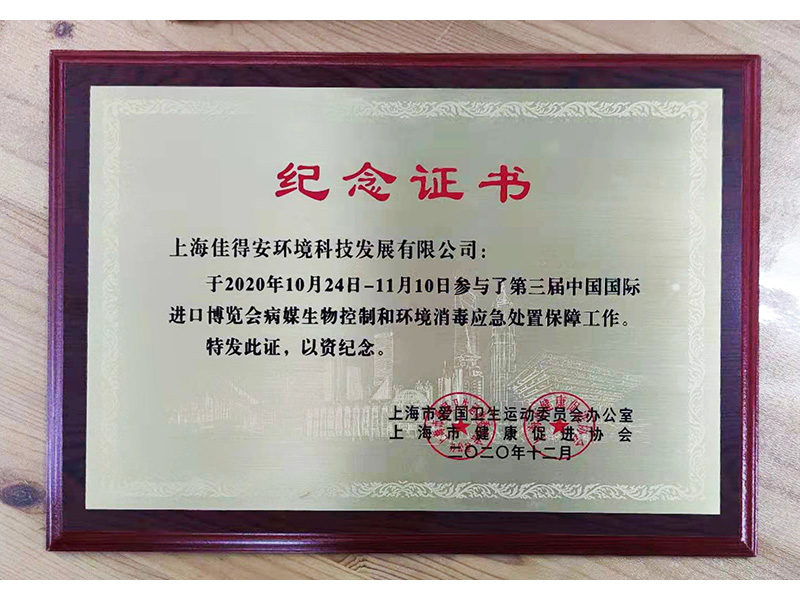 纪念证书
上海佳得安环境科技发展有限公司：
于2020年10月24日-11月10日参与了第三届中国国际
进口博览会病媒生物控制和环境消毒应急处置保障工作。
特发此证，以资纪念。
上海市爱国卫生运动委员会办公室
上海市健康促进协会
二〇二〇年十二月